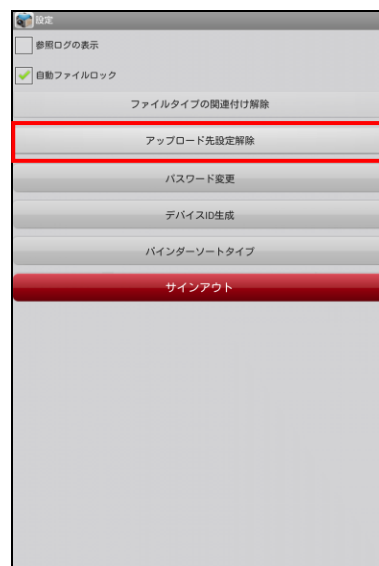 設定
参照ログの表示
自動ファイルロック
ファイルタイプの関連付け解除
アップロード先設定解除
パスワード変更
デバイスID生成
バインダーソートタイプ
サインアウト